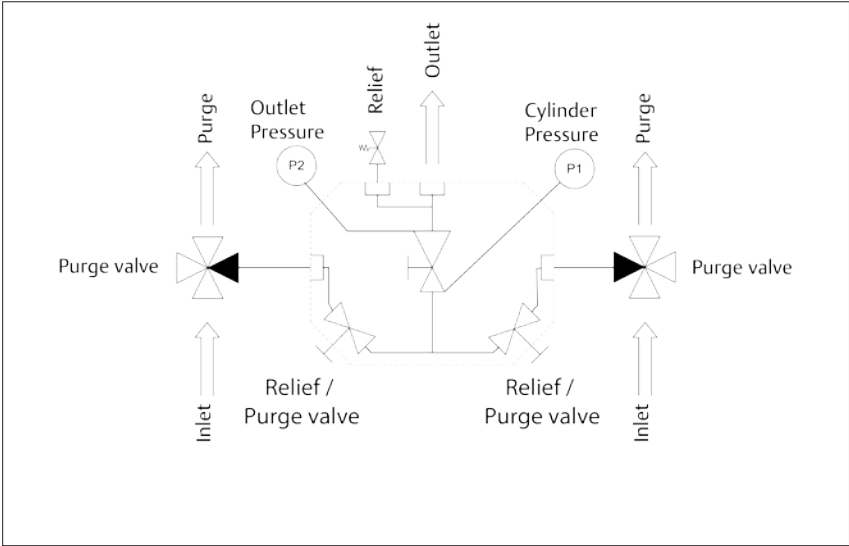 Relief
Outlet
Purge
Outlet
Pressure
Cylinder
Pressure
Purge
P2
P1
Purge valve
Purge valve
Relief /
Purge valve
Relief /
Purge valve
Inlet
Inlet